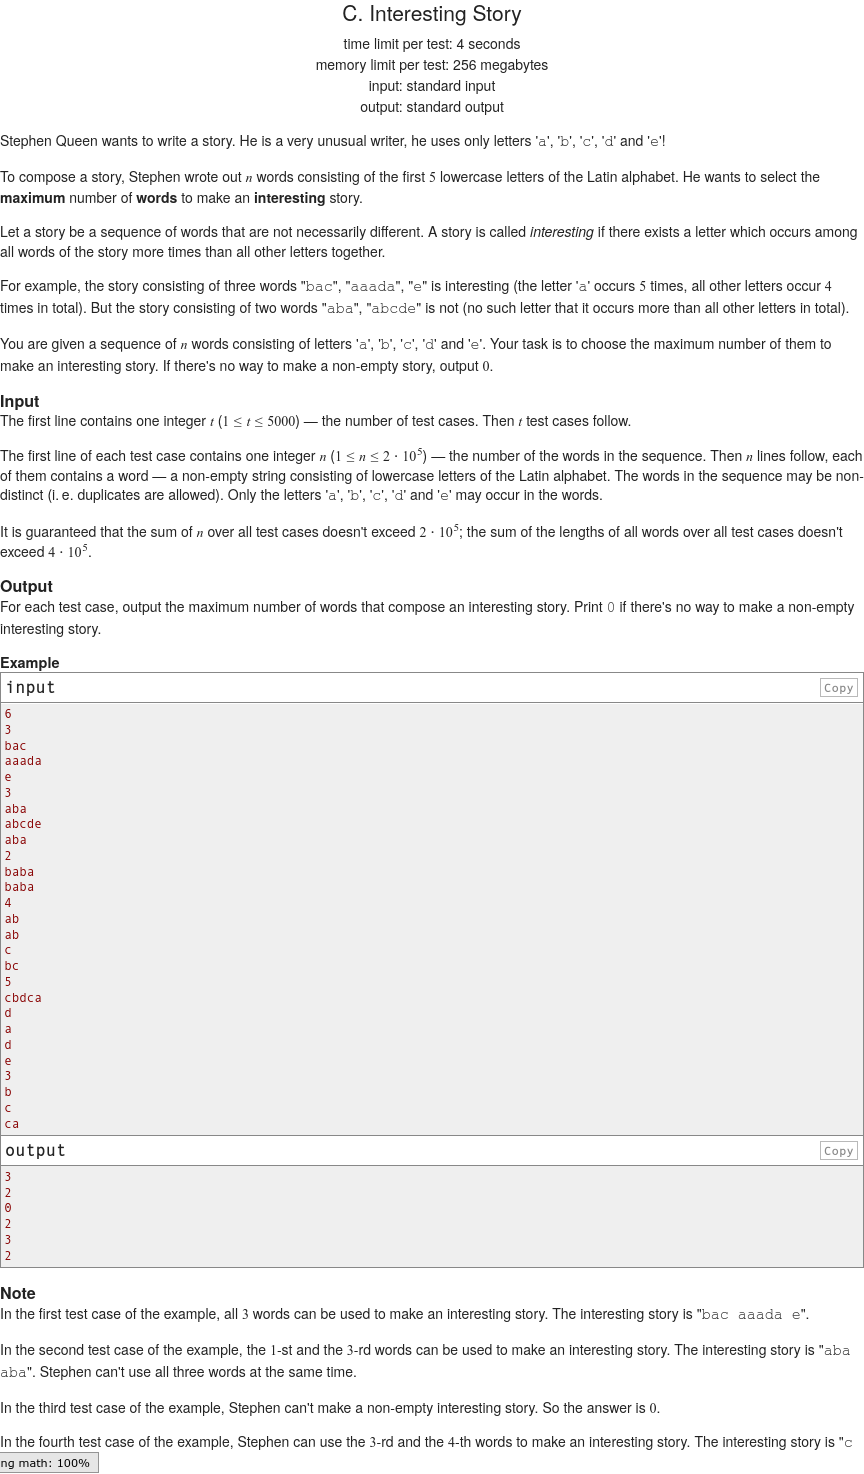 C. Interesting Story
time limit per test: 4 seconds
memory limit per test: 256 megabytes
input: standard input
output: standard output
Stephen Queen wants to write a story. He is a very unusual writer, he uses only letters 'a', 'b', 'c', 'd' and 'e'!
To compose a story, Stephen wrote out n words consisting of the first 5 lowercase letters of the Latin alphabet. He wants to select the
maximum number of words to make an interesting story.
Let a story be a sequence of words that are not necessarily different. A story is called interesting if there exists a letter which occurs among
all words of the story more times than all other letters together.
For example, the story consisting of three words "bac", "aaada", "e" is interesting (the letter 'a' occurs 5 times, all other letters occur 4
times in total). But the story consisting of two words "aba", "abcde" is not (no such letter that it occurs more than all other letters in total).
You are given a sequence of n words consisting of letters 'a', 'b', 'c', 'd' and 'e'. Your task is to choose the maximum number of them to
make an interesting story. If there's no way to make a non-empty story, output 0.
Input
The first line contains one integer t (1 ≤ t ≤ 5000) — the number of test cases. Then t test cases follow.
The first line of each test case contains one integer n (1 ≤ n ≤ 2 · 10^5) — the number of the words in the sequence. Then n lines follow, each
of them contains a word — a non-empty string consisting of lowercase letters of the Latin alphabet. The words in the sequence may be non-
distinct (i. e. duplicates are allowed). Only the letters 'a', 'b', 'c', 'd' and 'e' may occur in the words.
It is guaranteed that the sum of n over all test cases doesn't exceed 2 · 10^5; the sum of the lengths of all words over all test cases doesn't
exceed 4 · 10^5.
Output
For each test case, output the maximum number of words that compose an interesting story. Print 0 if there's no way to make a non-empty
interesting story.
Example
input Copy
6
3
bac
aaada
e
3
aba
abcde
aba
2
baba
baba
4
ab
ab
c
bc
5
cbdca
d
a
d
e
3
b
c
ca
output Copy
3
2
0
2
3
2
Note
In the first test case of the example, all 3 words can be used to make an interesting story. The interesting story is "bac aaada e".
In the second test case of the example, the 1-st and the 3-rd words can be used to make an interesting story. The interesting story is "aba
aba". Stephen can't use all three words at the same time.
In the third test case of the example, Stephen can't make a non-empty interesting story. So the answer is 0.
In the fourth test case of the example, Stephen can use the 3-rd and the 4-th words to make an interesting story. The interesting story is "c
ng math: 100%